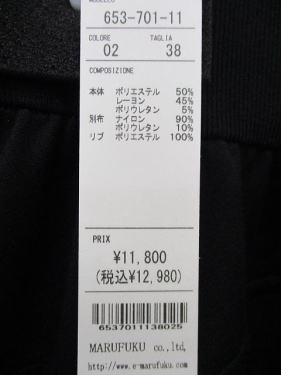 MODELLO
653-701-11
COLORE TAGLIA
02 38
COMPOSIZIONE
本体 ポリエステル 50%
レーヨン 45%
ポリウレタン 5%
別布 ナイロン 90%
ポリウレタン 10%
リブ ポリエステル 100%
PRIX
¥11,800
(税込¥12,980)
6537011138025
MARUFUKU co.,ltd.
http://www.e-marufuku.com/